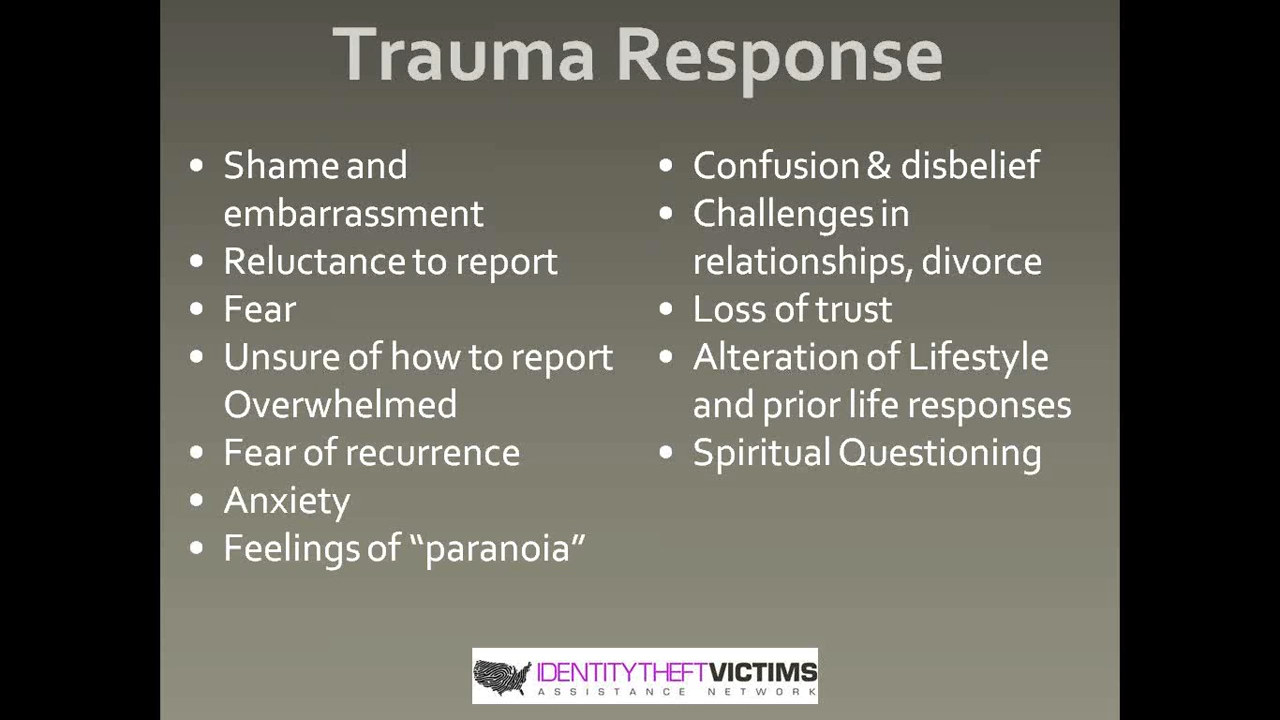 Trauma Response
• Shame and
embarrassment
• Reluctance to report
• Fear
• Unsure of how to report
Overwhelmed
• Fear of recurrence
• Anxiety
• Feelings of “paranoia”
• Confusion & disbelief
• Challenges in
relationships, divorce
• Loss of trust
• Alteration of Lifestyle
and prior life responses
• Spiritual Questioning
IDENTITYTHEFTVICTIMS
ASSISTANCE NETWORK